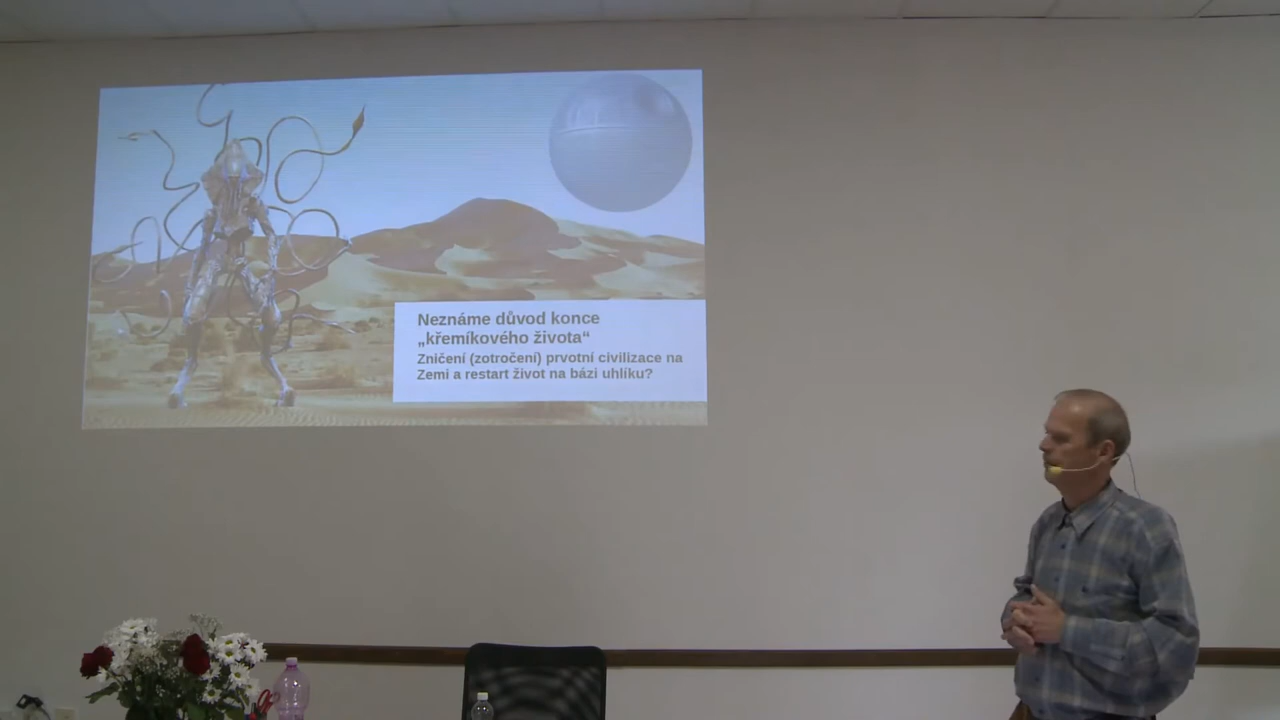 Neznáme důvod konce
„křemíkového života“
Zničení (zotročení) prvotní civilizace na
Zemi a restart život na bázi uhlíku?